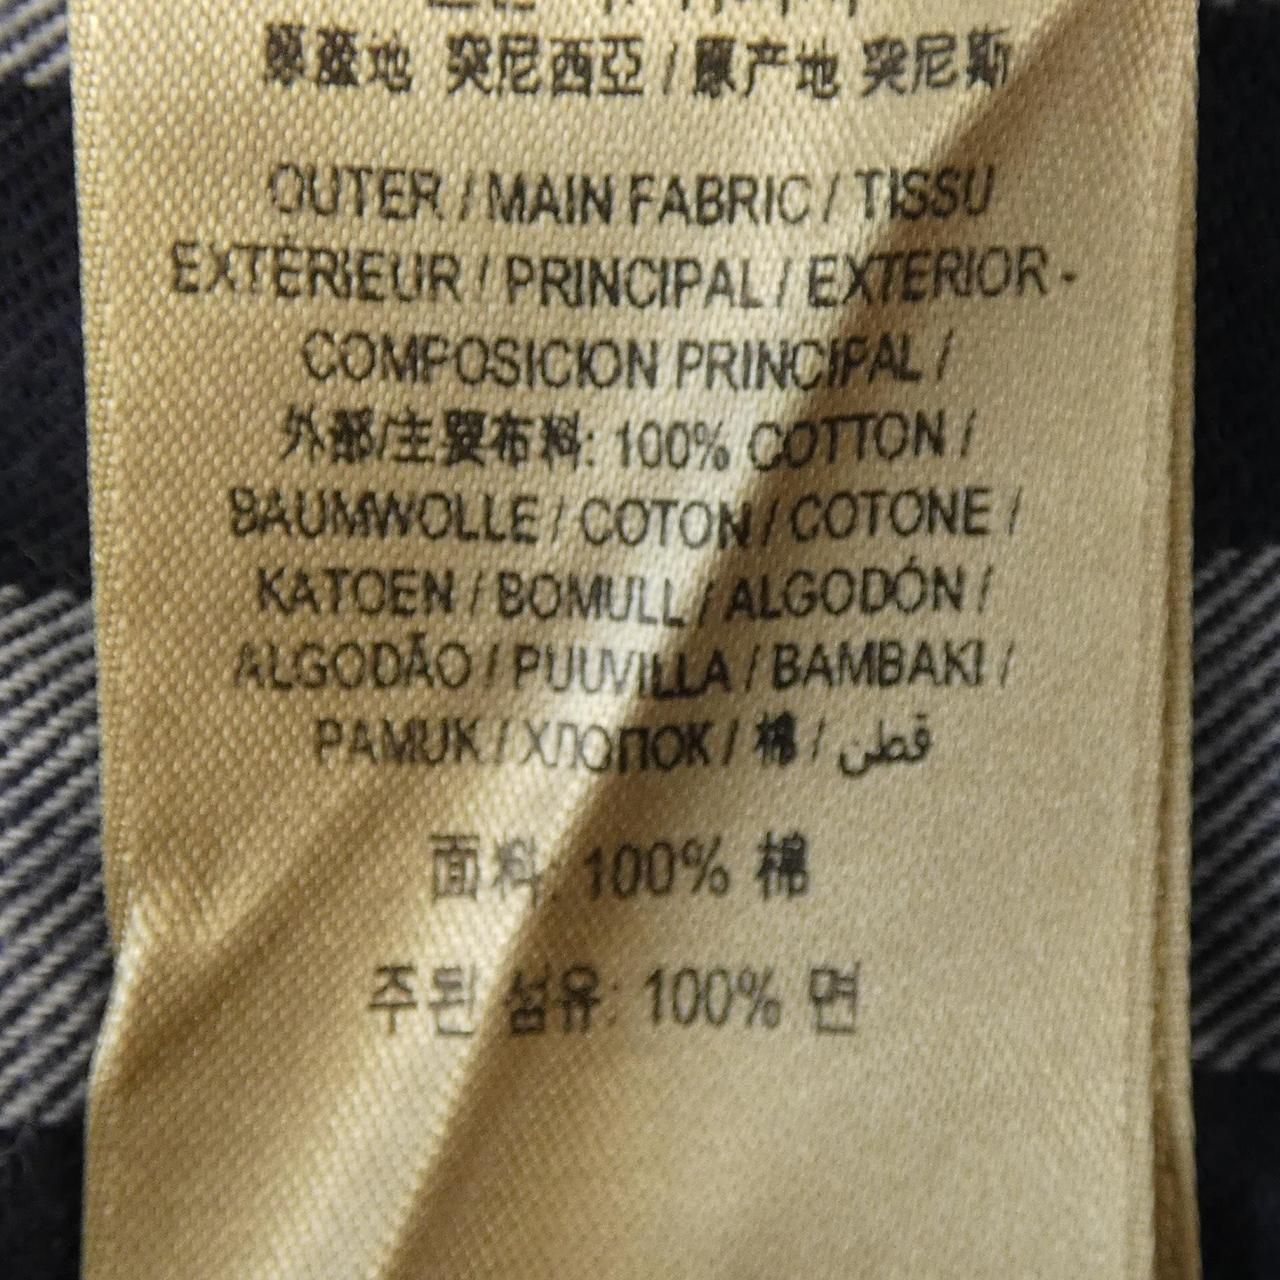 原產地 突尼西亞 / 原产地 突尼斯
OUTER / MAIN FABRIC / TISSU
EXTÉRIEUR / PRINCIPAL / EXTERIOR -
COMPOSICION PRINCIPAL /
外部/主要布料: 100% COTTON /
BAUMWOLLE / COTON / COTONE /
KATOEN / BOMULL / ALGODÓN /
ALGODÃO / PUUVILLA / BAMBAKI /
PAMUK / ХЛОПОК / 棉 / قطن
面料: 100% 棉
주된 섬유: 100% 면